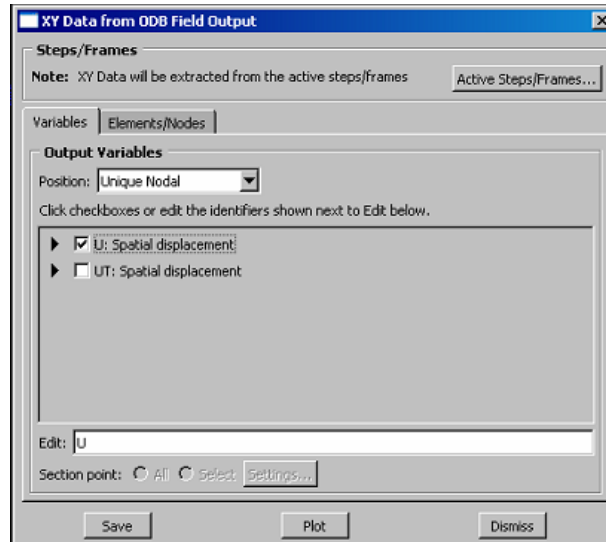 XY Data from ODB Field Output
Steps/Frames
Note: XY Data will be extracted from the active steps/frames
Active Steps/Frames...
Variables
Elements/Nodes
Output Variables
Position: Unique Nodal
Click checkboxes or edit the identifiers shown next to Edit below.
U: Spatial displacement
UT: Spatial displacement
Edit: U
Section point: All Select Settings...
Save Plot Dismiss